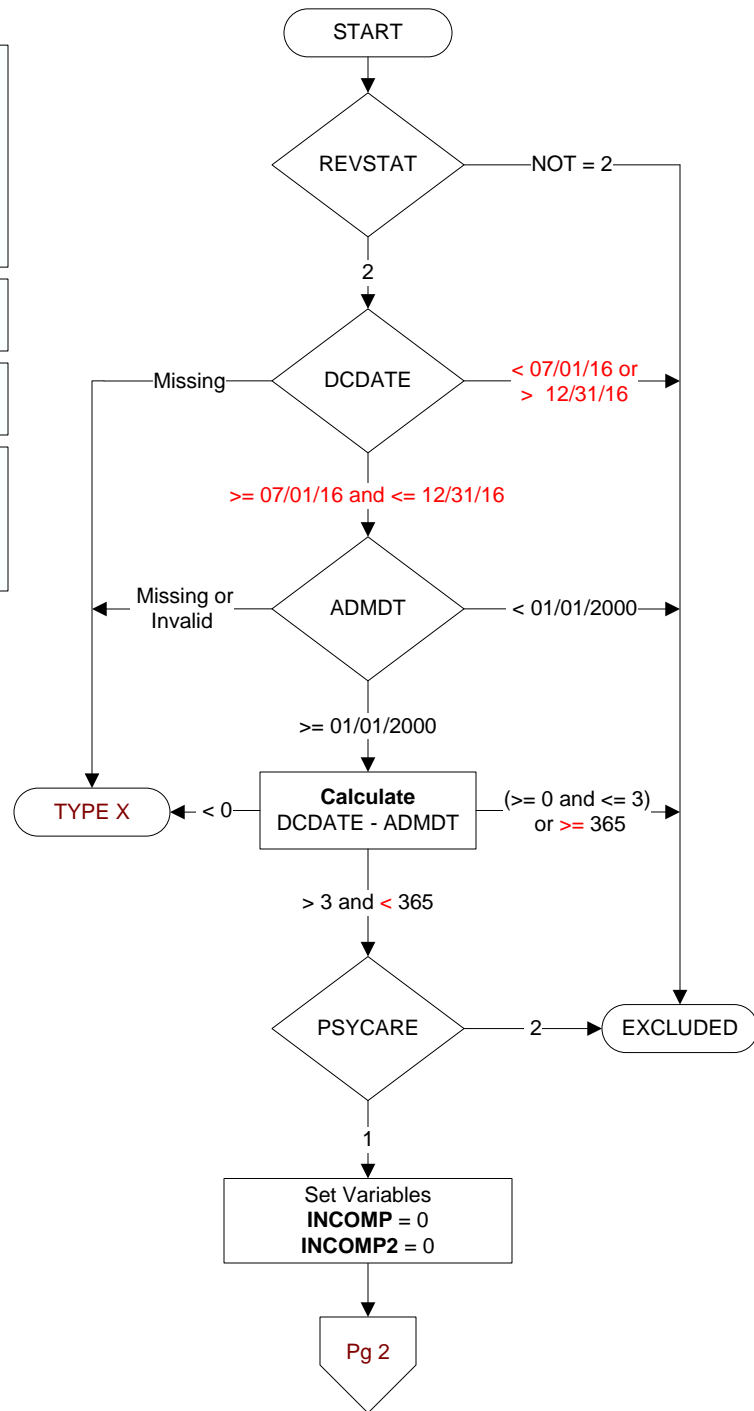 START
REVSTAT
NOT = 2
2
Missing
DCDATE
< 07/01/16 or
> 12/31/16
>= 07/01/16 and <= 12/31/16
Missing or
Invalid
ADMDT
< 01/01/2000
>= 01/01/2000
TYPE X
< 0
Calculate
DCDATE - ADMDT
(>= 0 and <= 3)
or >= 365
> 3 and < 365
PSYCARE
2
EXCLUDED
1
Set Variables
INCOMP = 0
INCOMP2 = 0
Pg 2